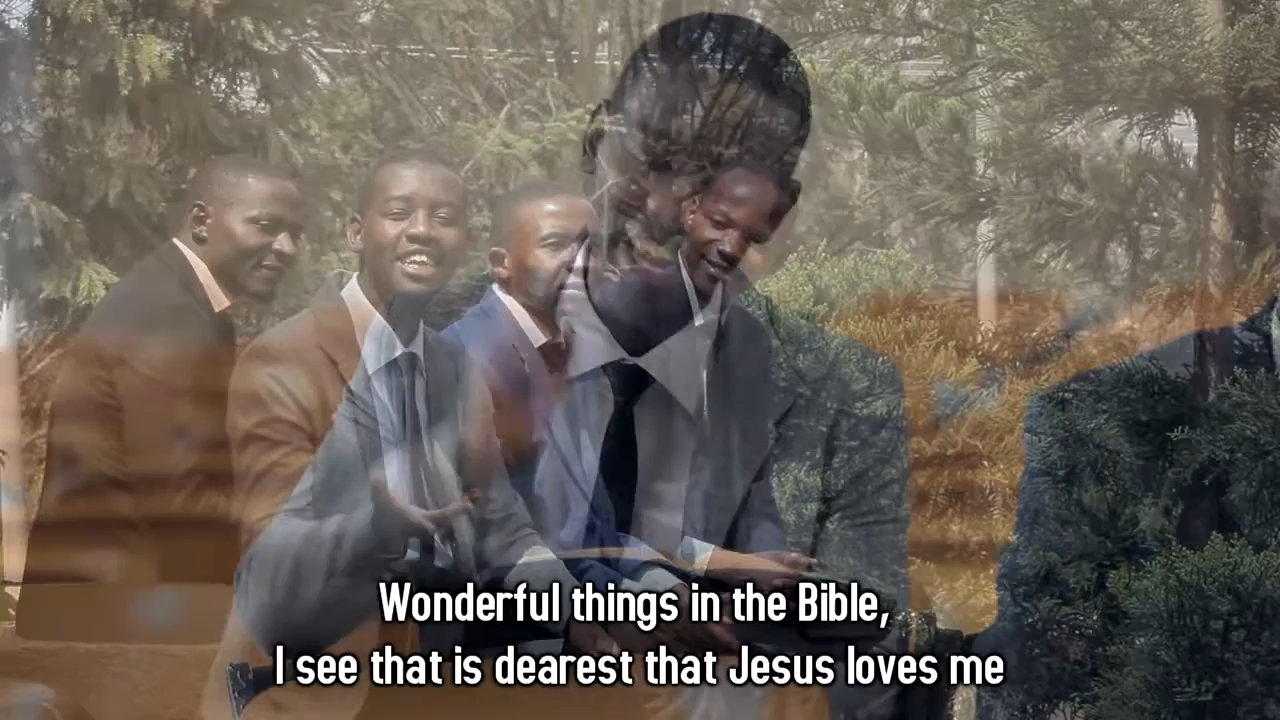 Wonderful things in the Bible,
I see that is dearest that Jesus loves me